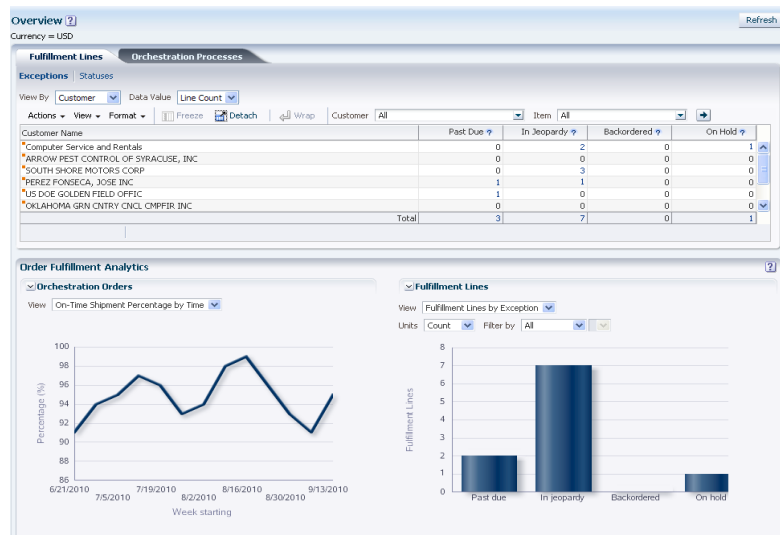 Overview ?
Refresh
Currency = USD
Fulfillment Lines Orchestration Processes
Exceptions Statuses
View By Customer Data Value Line Count
Actions View Format Freeze Detach Wrap Customer All Item All
Customer Name Past Due ? In Jeopardy ? Backordered ? On Hold ?
Computer Service and Rentals 0 2 0 1
ARROW PEST CONTROL OF SYRACUSE, INC 0 0 0 0
SOUTH SHORE MOTORS CORP 0 3 0 0
PEREZ FONSECA, JOSE INC 1 1 0 0
US DOE GOLDEN FIELD OFFIC 1 0 0 0
OKLAHOMA GRN CNTRY CNCL CMPFIR INC 0 0 0 0
Total 3 7 0 1
Order Fulfillment Analytics ?
Orchestration Orders
View On-Time Shipment Percentage by Time
100
98
96
94
92
90
88
86
Percentage (%)
6/21/2010 7/5/2010 7/19/2010 8/2/2010 8/16/2010 8/30/2010 9/13/2010
Week starting
Fulfillment Lines
View Fulfillment Lines by Exception
Units Count Filter by All
8
7
6
5
4
3
2
1
0
Fulfillment Lines
Past due In jeopardy Backordered On hold